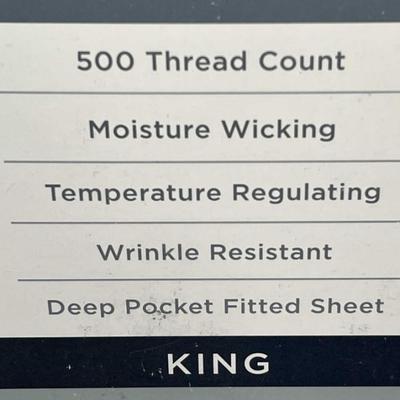 500 Thread Count
Moisture Wicking
Temperature Regulating
Wrinkle Resistant
Deep Pocket Fitted Sheet
KING